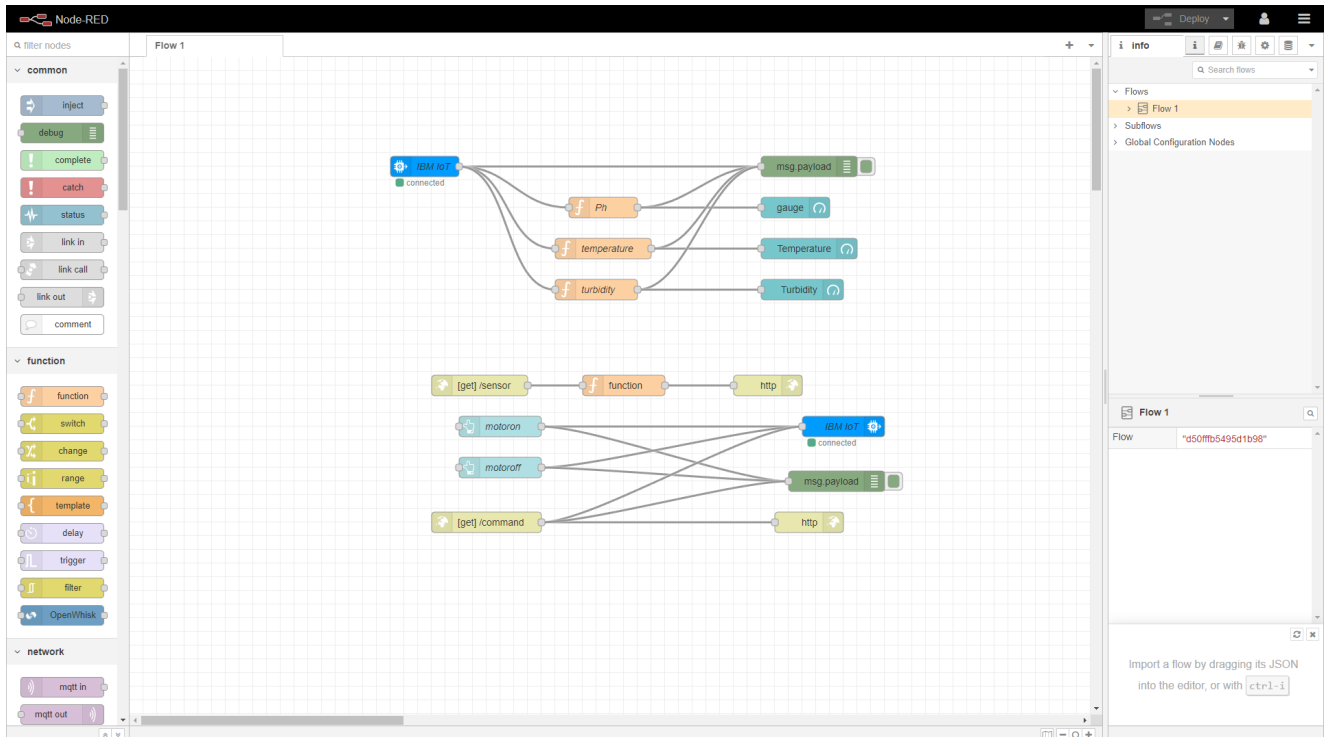 Node-RED
Deploy
filter nodes
Flow 1
info
i
Search flows
common
inject
debug
complete
catch
status
link in
link call
link out
comment
function
function
switch
change
range
template
delay
trigger
filter
OpenWhisk
network
mqtt in
mqtt out
IBM IoT
connected
msg.payload
Ph
gauge
temperature
Temperature
turbidity
Turbidity
[get] /sensor
function
http
motoron
IBM IoT
connected
motoroff
msg.payload
[get] /command
http
Flows
Flow 1
Subflows
Global Configuration Nodes
Flow 1
Flow "d50fffb5495d1b98"
Import a flow by dragging its JSON
into the editor, or with ctrl-i